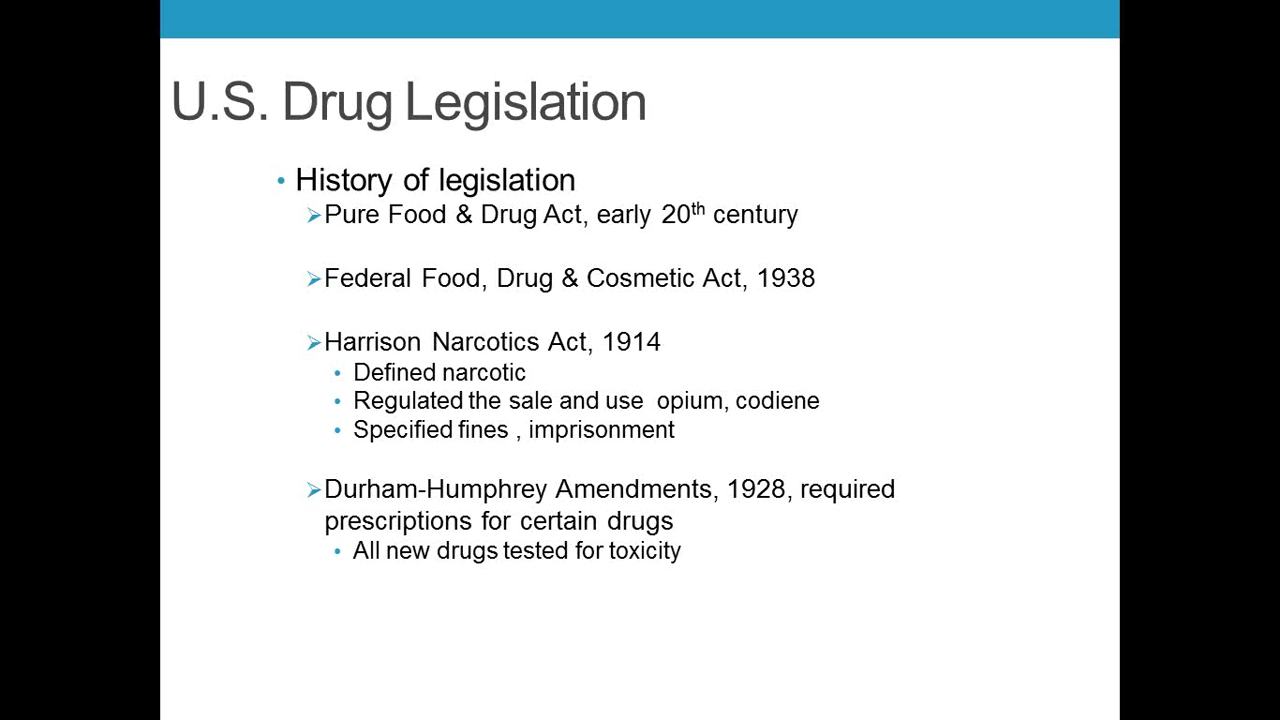 U.S. Drug Legislation
• History of legislation
➢Pure Food & Drug Act, early 20th century
➢Federal Food, Drug & Cosmetic Act, 1938
➢Harrison Narcotics Act, 1914
• Defined narcotic
• Regulated the sale and use  opium, codiene
• Specified fines , imprisonment
➢Durham-Humphrey Amendments, 1928, required
prescriptions for certain drugs
• All new drugs tested for toxicity